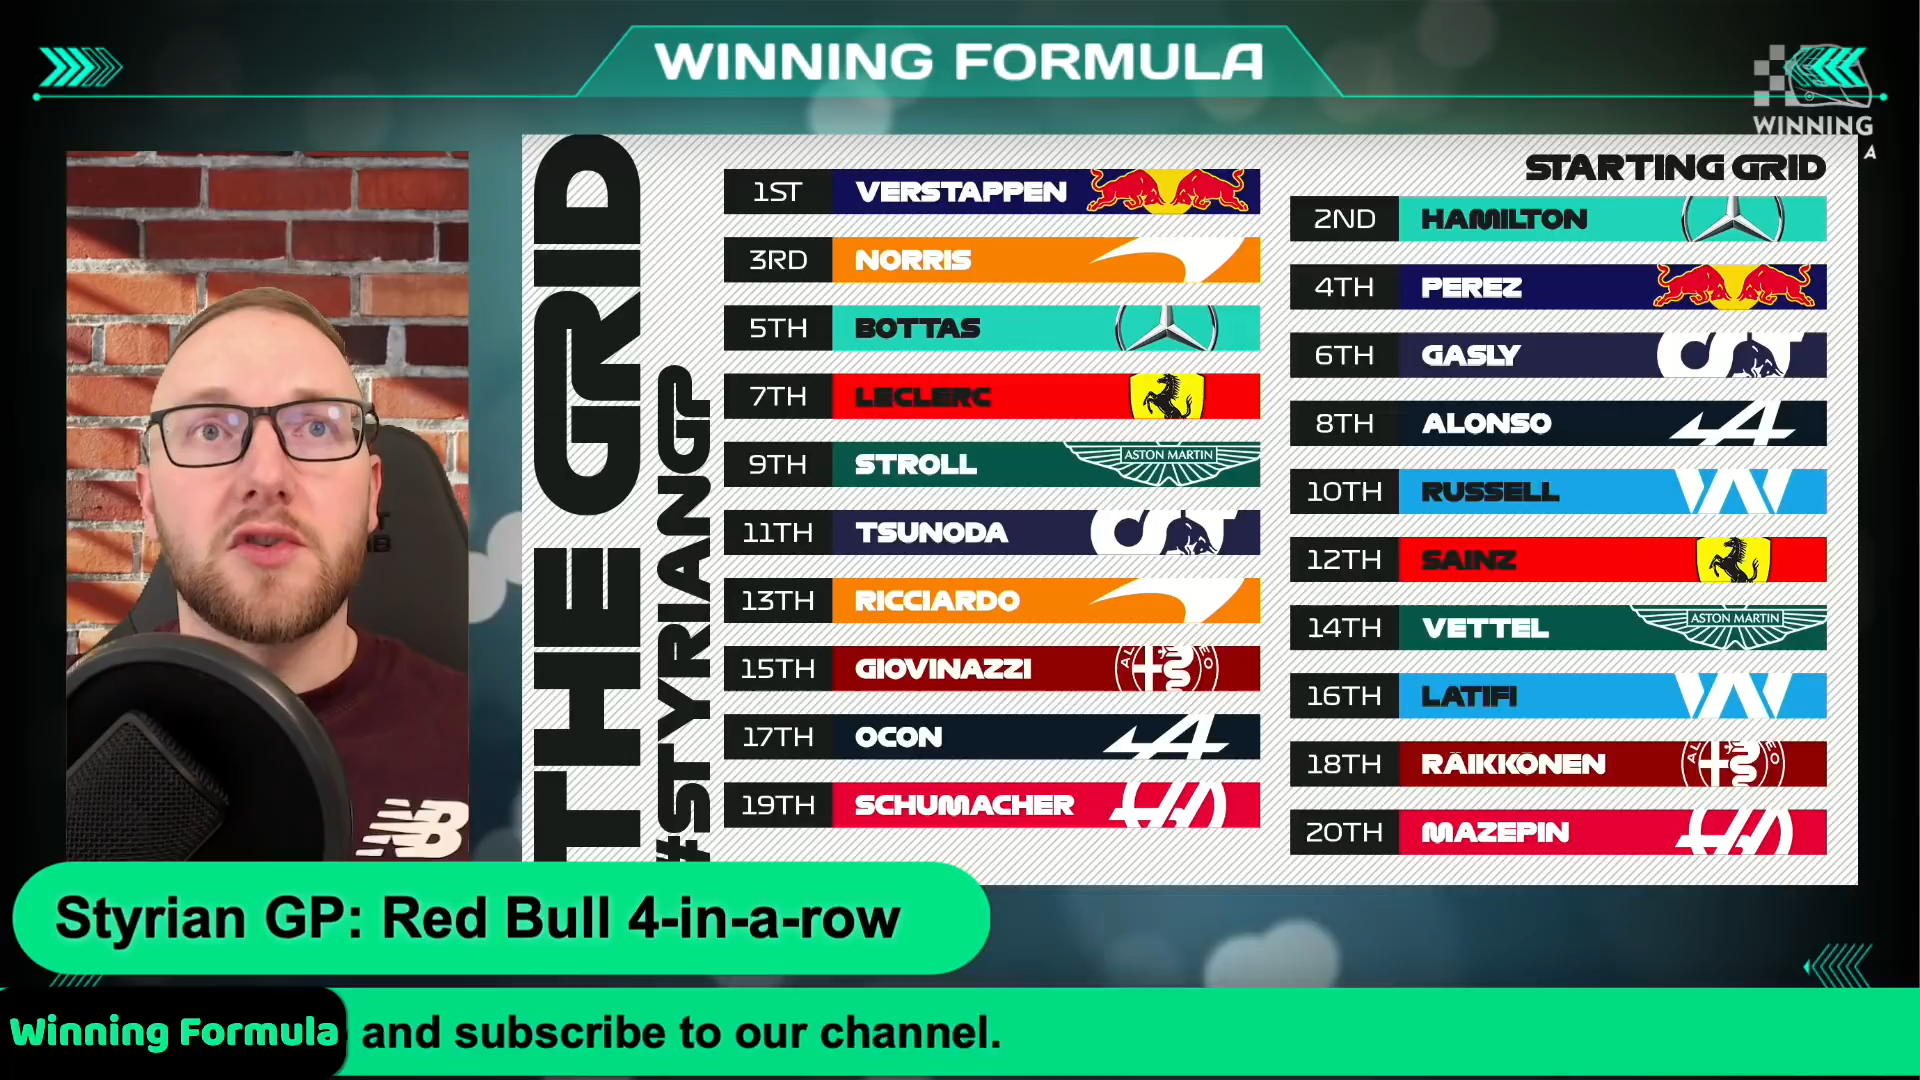 WINNING FORMULA
WINNING
A
THE GRID
#STYRIANGP
STARTING GRID
1ST VERSTAPPEN
2ND HAMILTON
3RD NORRIS
4TH PEREZ
5TH BOTTAS
6TH GASLY
7TH LECLERC
8TH ALONSO
9TH STROLL ASTON MARTIN
10TH RUSSELL
11TH TSUNODA
12TH SAINZ
13TH RICCIARDO
14TH VETTEL ASTON MARTIN
15TH GIOVINAZZI
16TH LATIFI
17TH OCON
18TH RÄIKKÖNEN
19TH SCHUMACHER
20TH MAZEPIN
NB
Styrian GP: Red Bull 4-in-a-row
Winning Formula and subscribe to our channel.